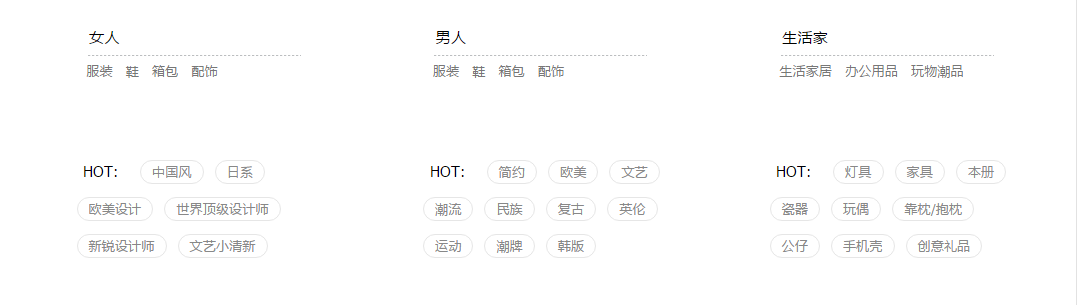 女人
服装 鞋 箱包 配饰
HOT: 中国风 日系
欧美设计 世界顶级设计师
新锐设计师 文艺小清新
男人
服装 鞋 箱包 配饰
HOT: 简约 欧美 文艺
潮流 民族 复古 英伦
运动 潮牌 韩版
生活家
生活家居 办公用品 玩物潮品
HOT: 灯具 家具 本册
瓷器 玩偶 靠枕/抱枕
公仔 手机壳 创意礼品